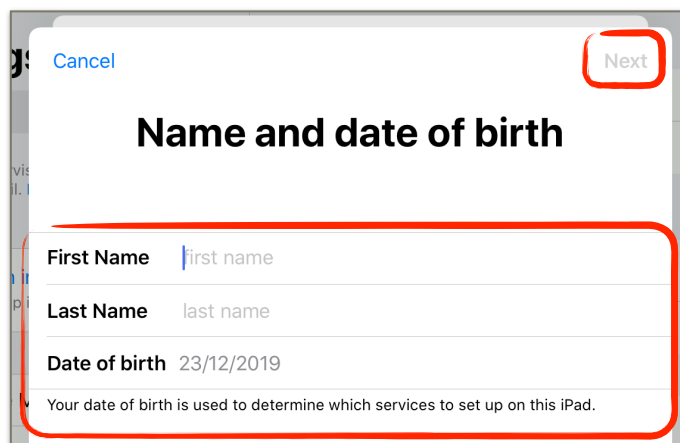 Cancel
Next
Name and date of birth
First Name first name
Last Name last name
Date of birth 23/12/2019
Your date of birth is used to determine which services to set up on this iPad.